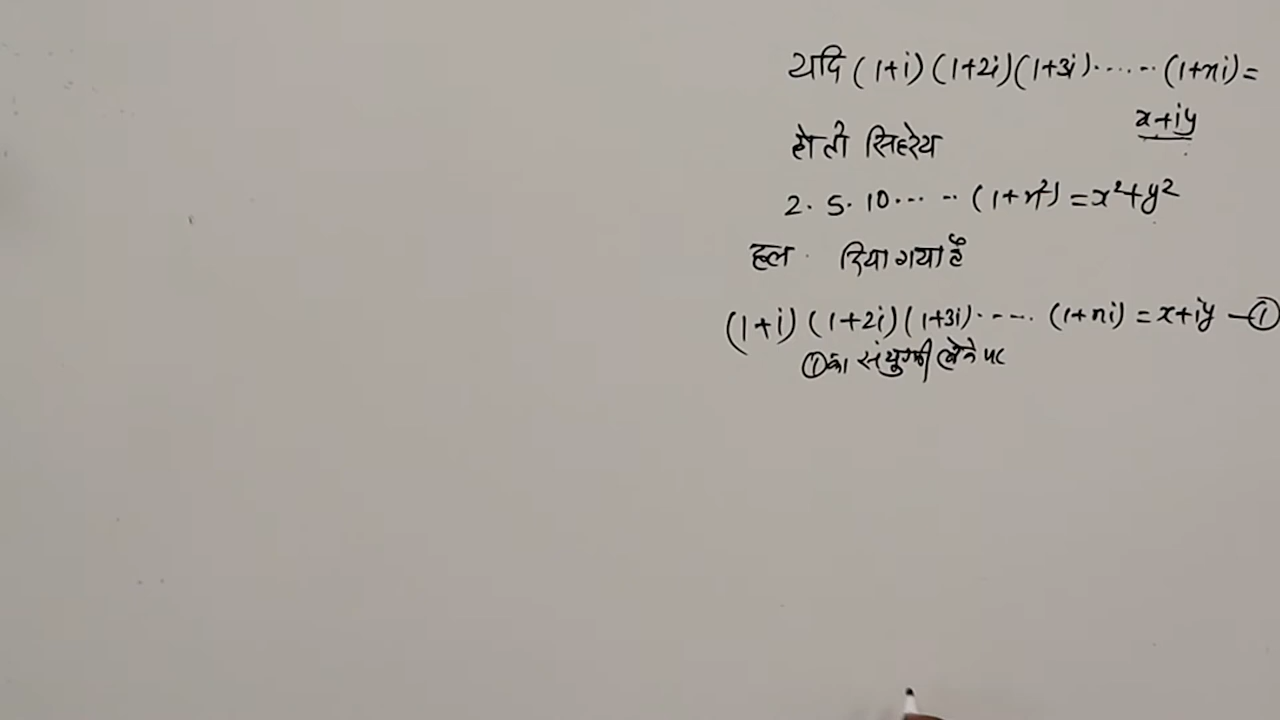 यदि (1+i) (1+2i) (1+3i)........(1+ni) =
x+iy
हो तो सिद्ध करो
2. 5. 10..... (1+n²) = x²+y²
हल दिया गया है
(1+i) (1+2i) (1+3i)...... (1+ni) = x+iy —①
① का संयुग्मी लेने पर